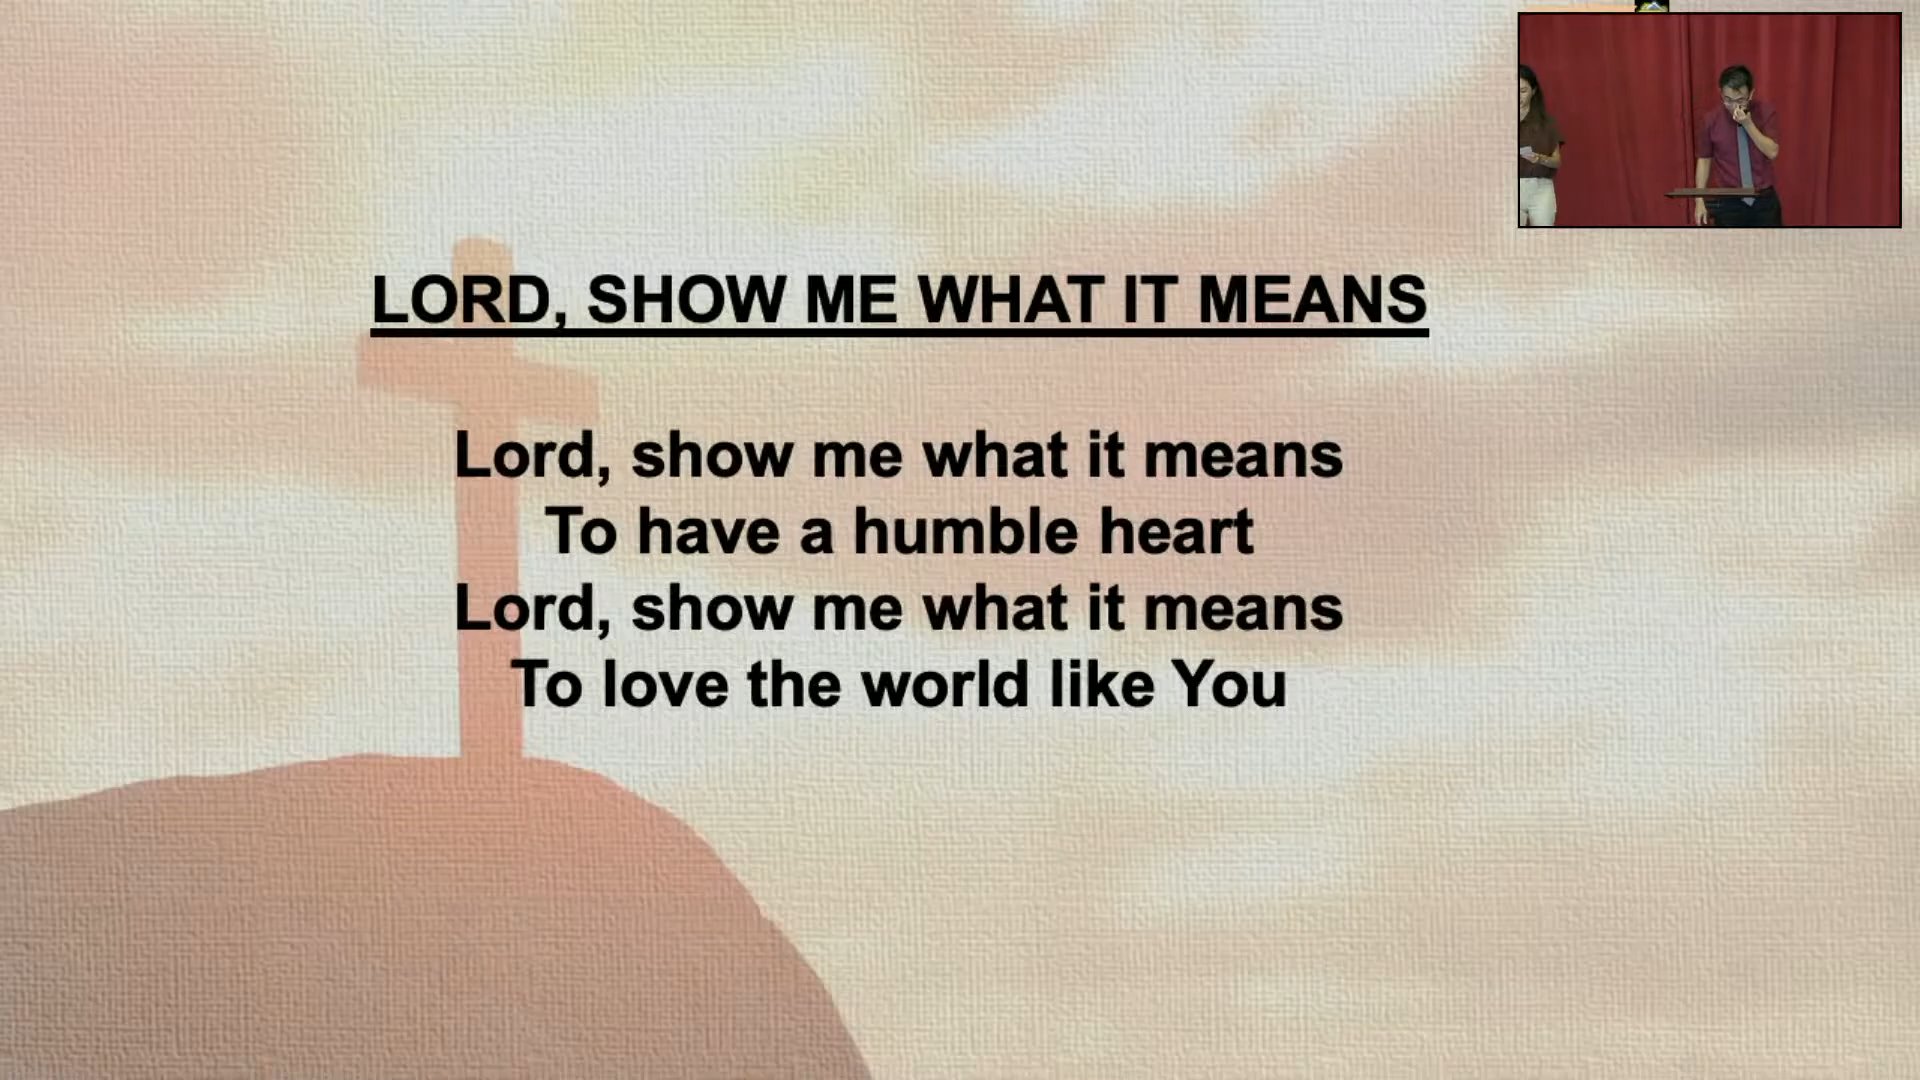 LORD, SHOW ME WHAT IT MEANS
Lord, show me what it means
To have a humble heart
Lord, show me what it means
To love the world like You